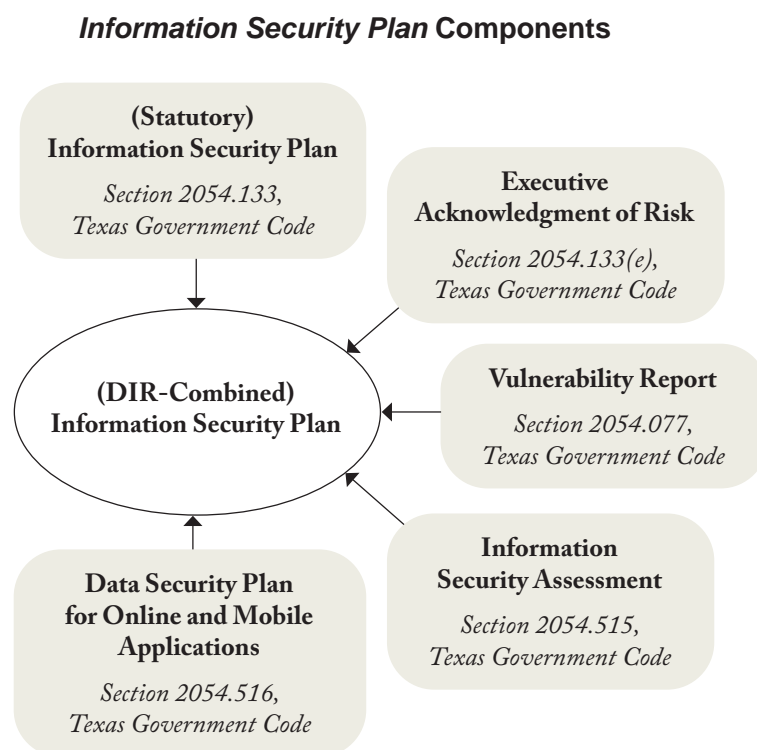 Information Security Plan Components
(Statutory)
Information Security Plan
Section 2054.133,
Texas Government Code
Executive
Acknowledgment of Risk
Section 2054.133(e),
Texas Government Code
(DIR-Combined)
Information Security Plan
Vulnerability Report
Section 2054.077,
Texas Government Code
Information
Security Assessment
Section 2054.515,
Texas Government Code
Data Security Plan
for Online and Mobile
Applications
Section 2054.516,
Texas Government Code